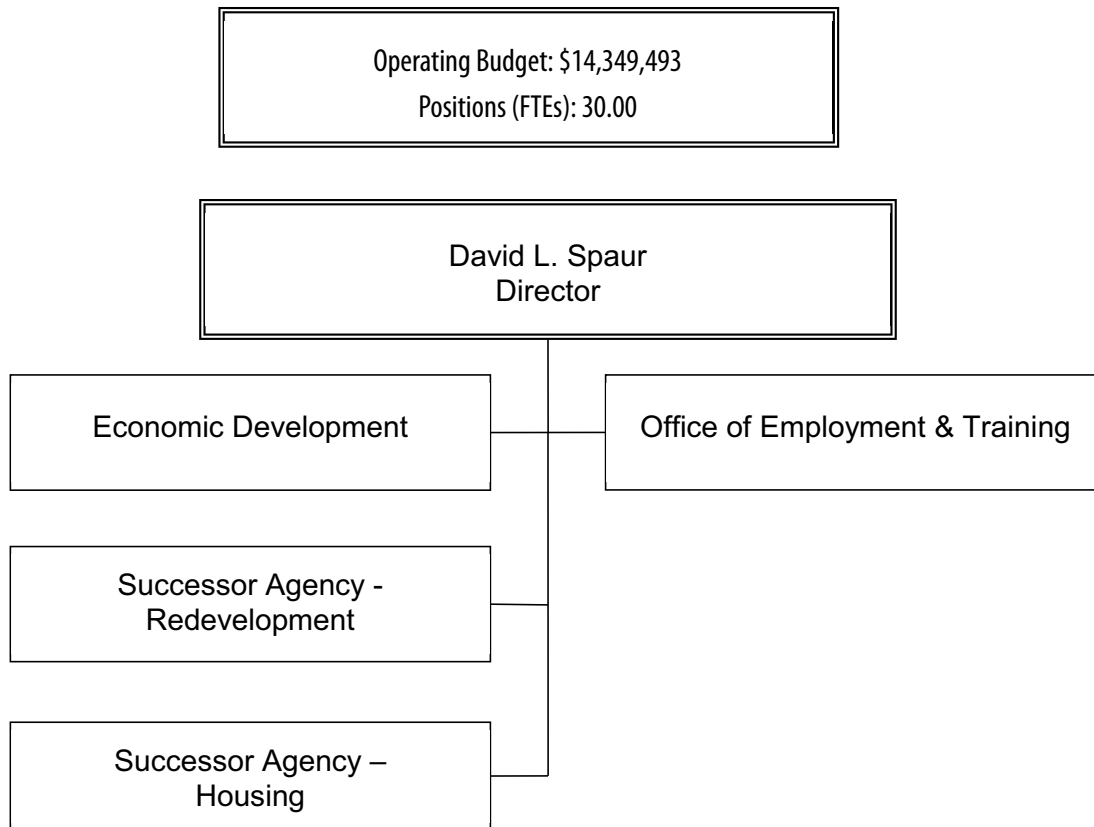 Operating Budget: $14,349,493
Positions (FTEs): 30.00
David L. Spaur
Director
Economic Development
Office of Employment & Training
Successor Agency -
Redevelopment
Successor Agency –
Housing